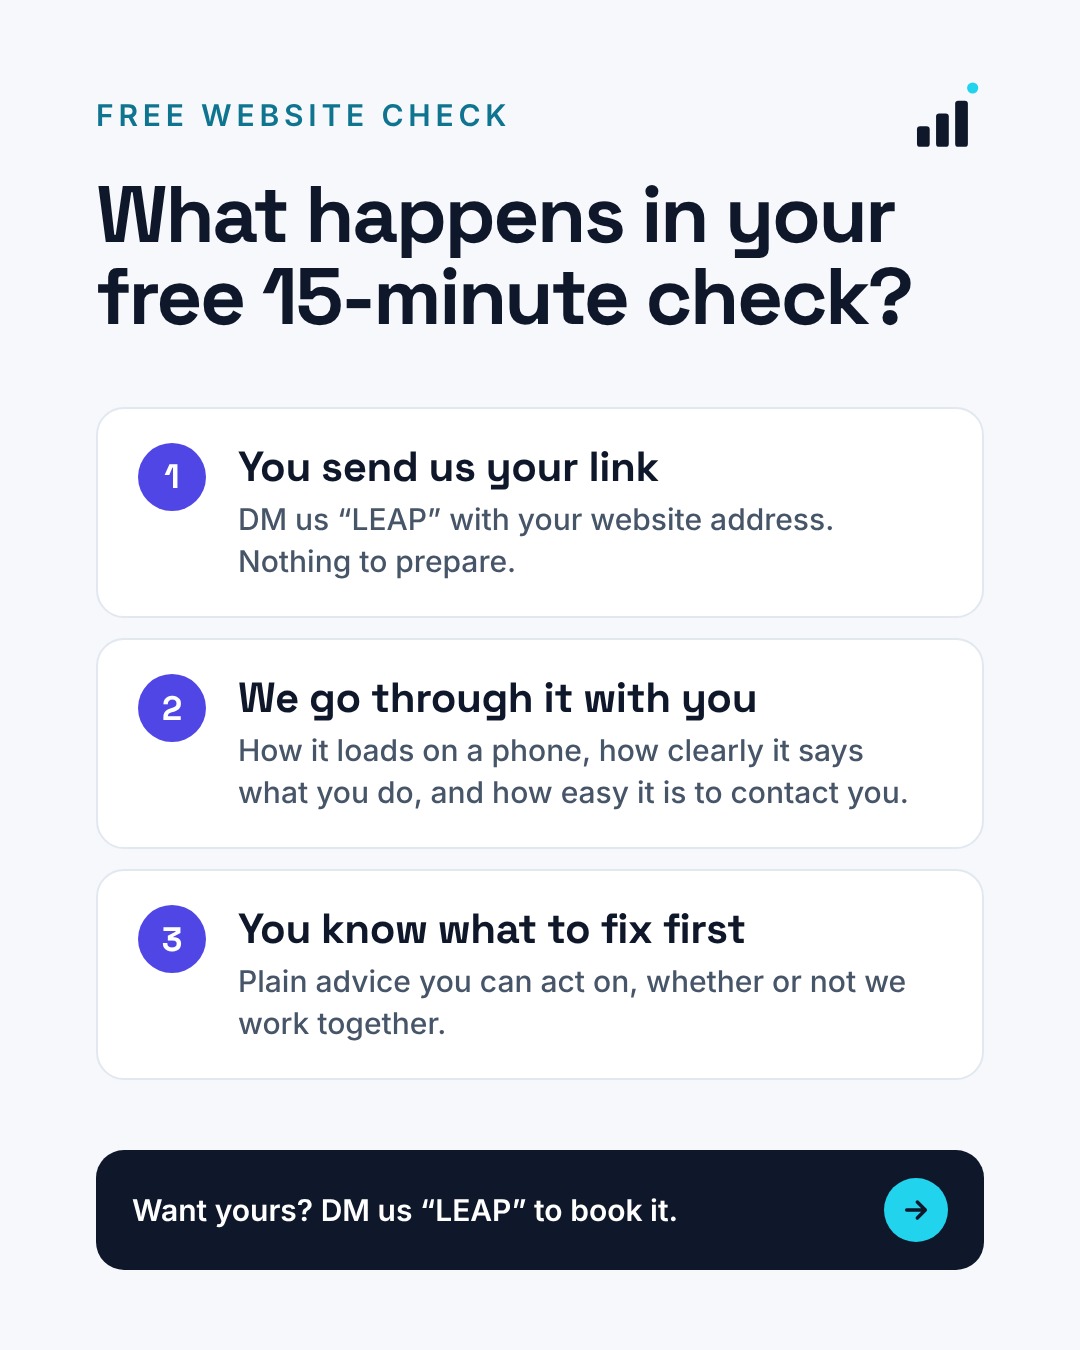 FREE WEBSITE CHECK
What happens in your
free 15-minute check?
1
You send us your link
DM us “LEAP” with your website address.
Nothing to prepare.
2
We go through it with you
How it loads on a phone, how clearly it says
what you do, and how easy it is to contact you.
3
You know what to fix first
Plain advice you can act on, whether or not we
work together.
Want yours? DM us “LEAP” to book it.